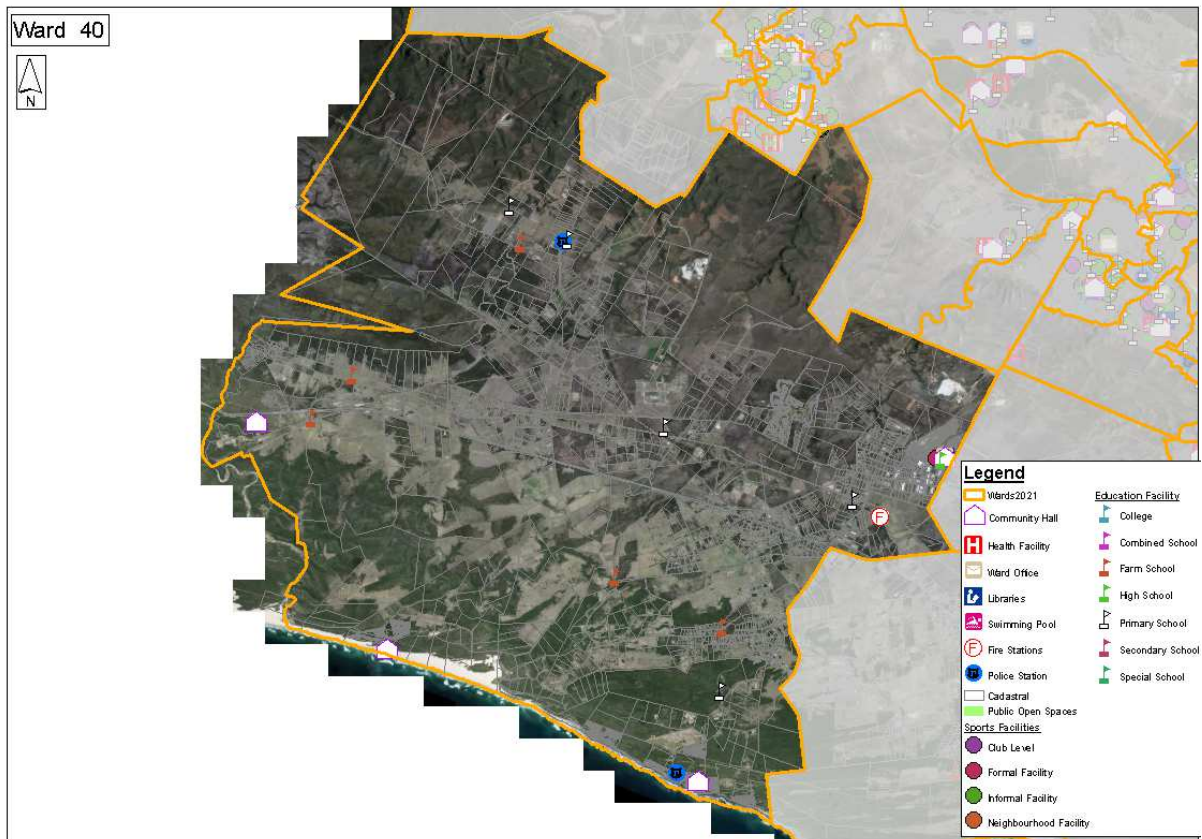 Ward 40
N
F
Legend
Wards2021
Community Hall
H Health Facility
Ward Office
Libraries
Swimming Pool
F Fire Stations
Police Station
Cadastral
Public Open Spaces
Sports Facilities
Club Level
Formal Facility
Informal Facility
Neighbourhood Facility
Education Facility
College
Combined School
Farm School
High School
Primary School
Secondary School
Special School